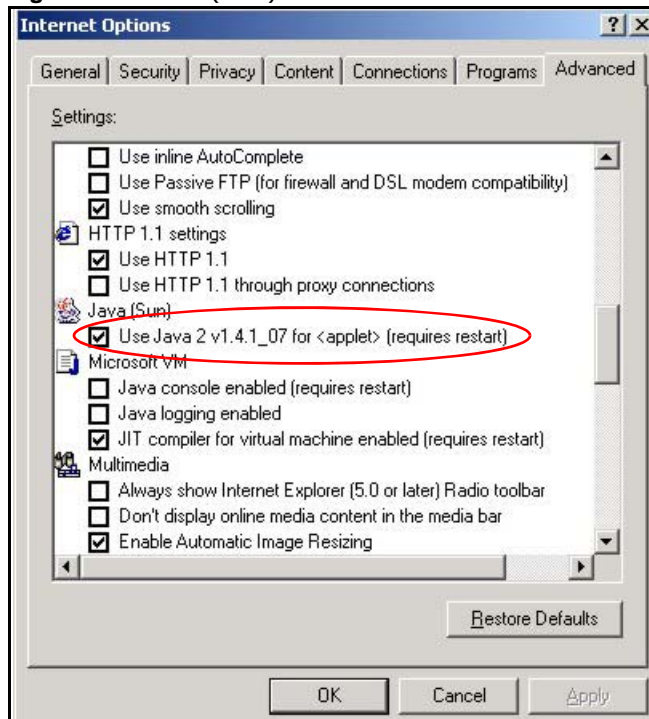 Internet Options
General Security Privacy Content Connections Programs Advanced
Settings:
Use inline AutoComplete
Use Passive FTP (for firewall and DSL modem compatibility)
Use smooth scrolling
HTTP 1.1 settings
Use HTTP 1.1
Use HTTP 1.1 through proxy connections
Java (Sun)
Use Java 2 v1.4.1_07 for <applet> (requires restart)
Microsoft VM
Java console enabled (requires restart)
Java logging enabled
JIT compiler for virtual machine enabled (requires restart)
Multimedia
Always show Internet Explorer (5.0 or later) Radio toolbar
Don't display online media content in the media bar
Enable Automatic Image Resizing
Restore Defaults
OK Cancel Apply